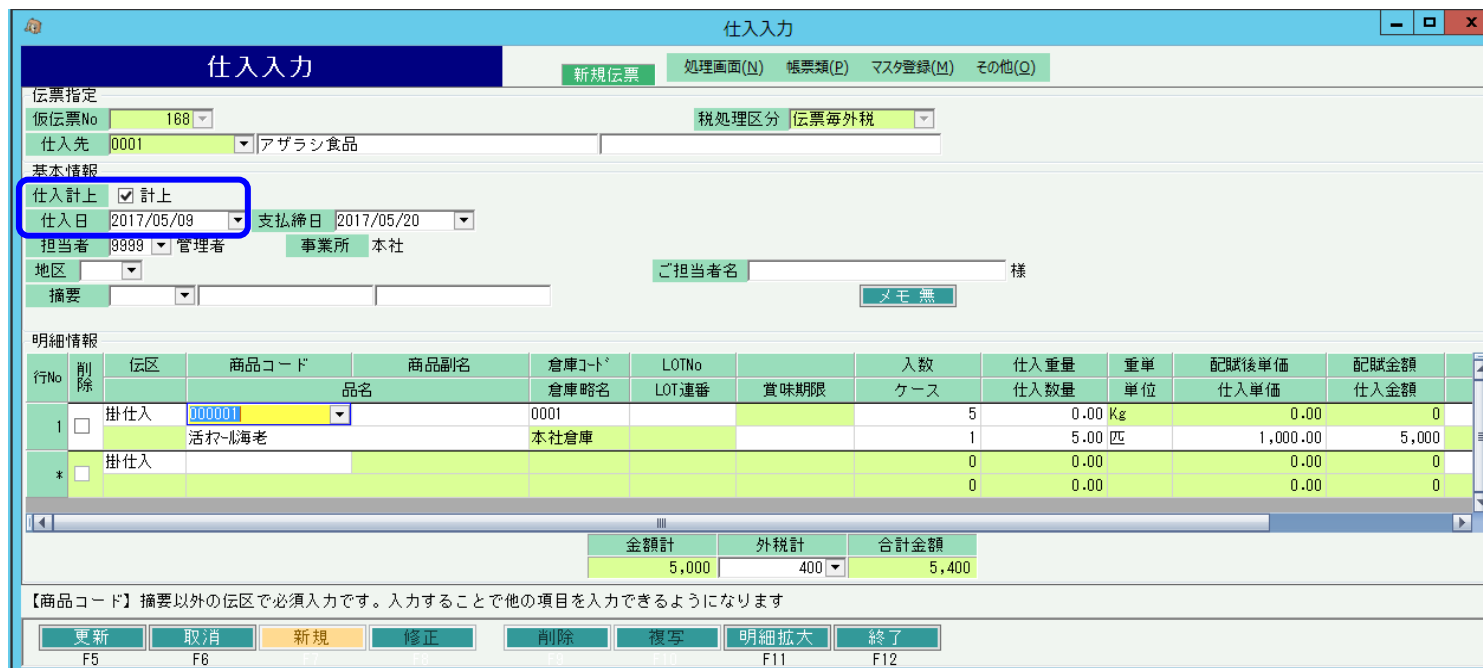 仕入入力
仕入入力 新規伝票 処理画面(N) 帳票類(P) マスタ登録(M) その他(O)
伝票指定
仮伝票No 168 税処理区分 伝票毎外税
仕入先 0001 アザラシ食品
基本情報
仕入計上 計上
仕入日 2017/05/09 支払締日 2017/05/20
担当者 9999 管理者 事業所 本社
地区 ご担当者名 様
摘要 メモ 無
明細情報
行No 削除 伝区 商品コード 商品副名 倉庫コード LOTNo 入数 仕入重量 重単 配賦後単価 配賦金額
品名 倉庫略名 LOT連番 賞味期限 ケース 仕入数量 単位 仕入単価 仕入金額
1 掛仕入 000001 0001 5 0.00 Kg 0.00 0
活オマール海老 本社倉庫 1 5.00 匹 1,000.00 5,000
* 掛仕入 0 0.00 0.00 0
0 0.00 0.00 0
金額計 外税計 合計金額
5,000 400 5,400
【商品コード】摘要以外の伝区で必須入力です。入力することで他の項目を入力できるようになります
更新 取消 新規 修正 削除 複写 明細拡大 終了
F5 F6 F7 F8 F9 F10 F11 F12